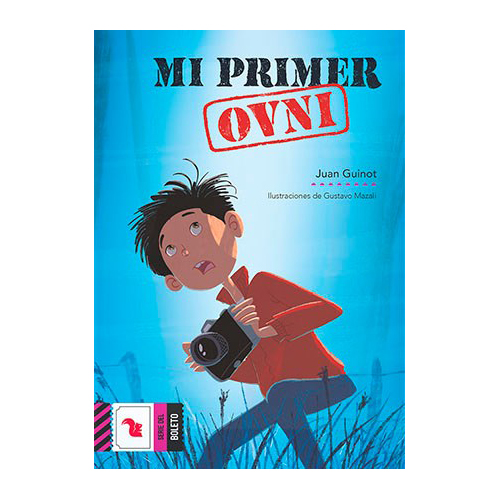 MI PRIMER
OVNI
Juan Guinot
Ilustraciones de Gustavo Mazali
SERIE DEL
BOLETO